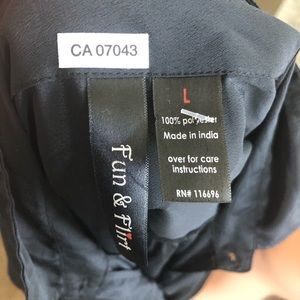 CA 07043
L
100% polyester
Made in india
over for care
instructions
RN# 116696
Fun & Flirt